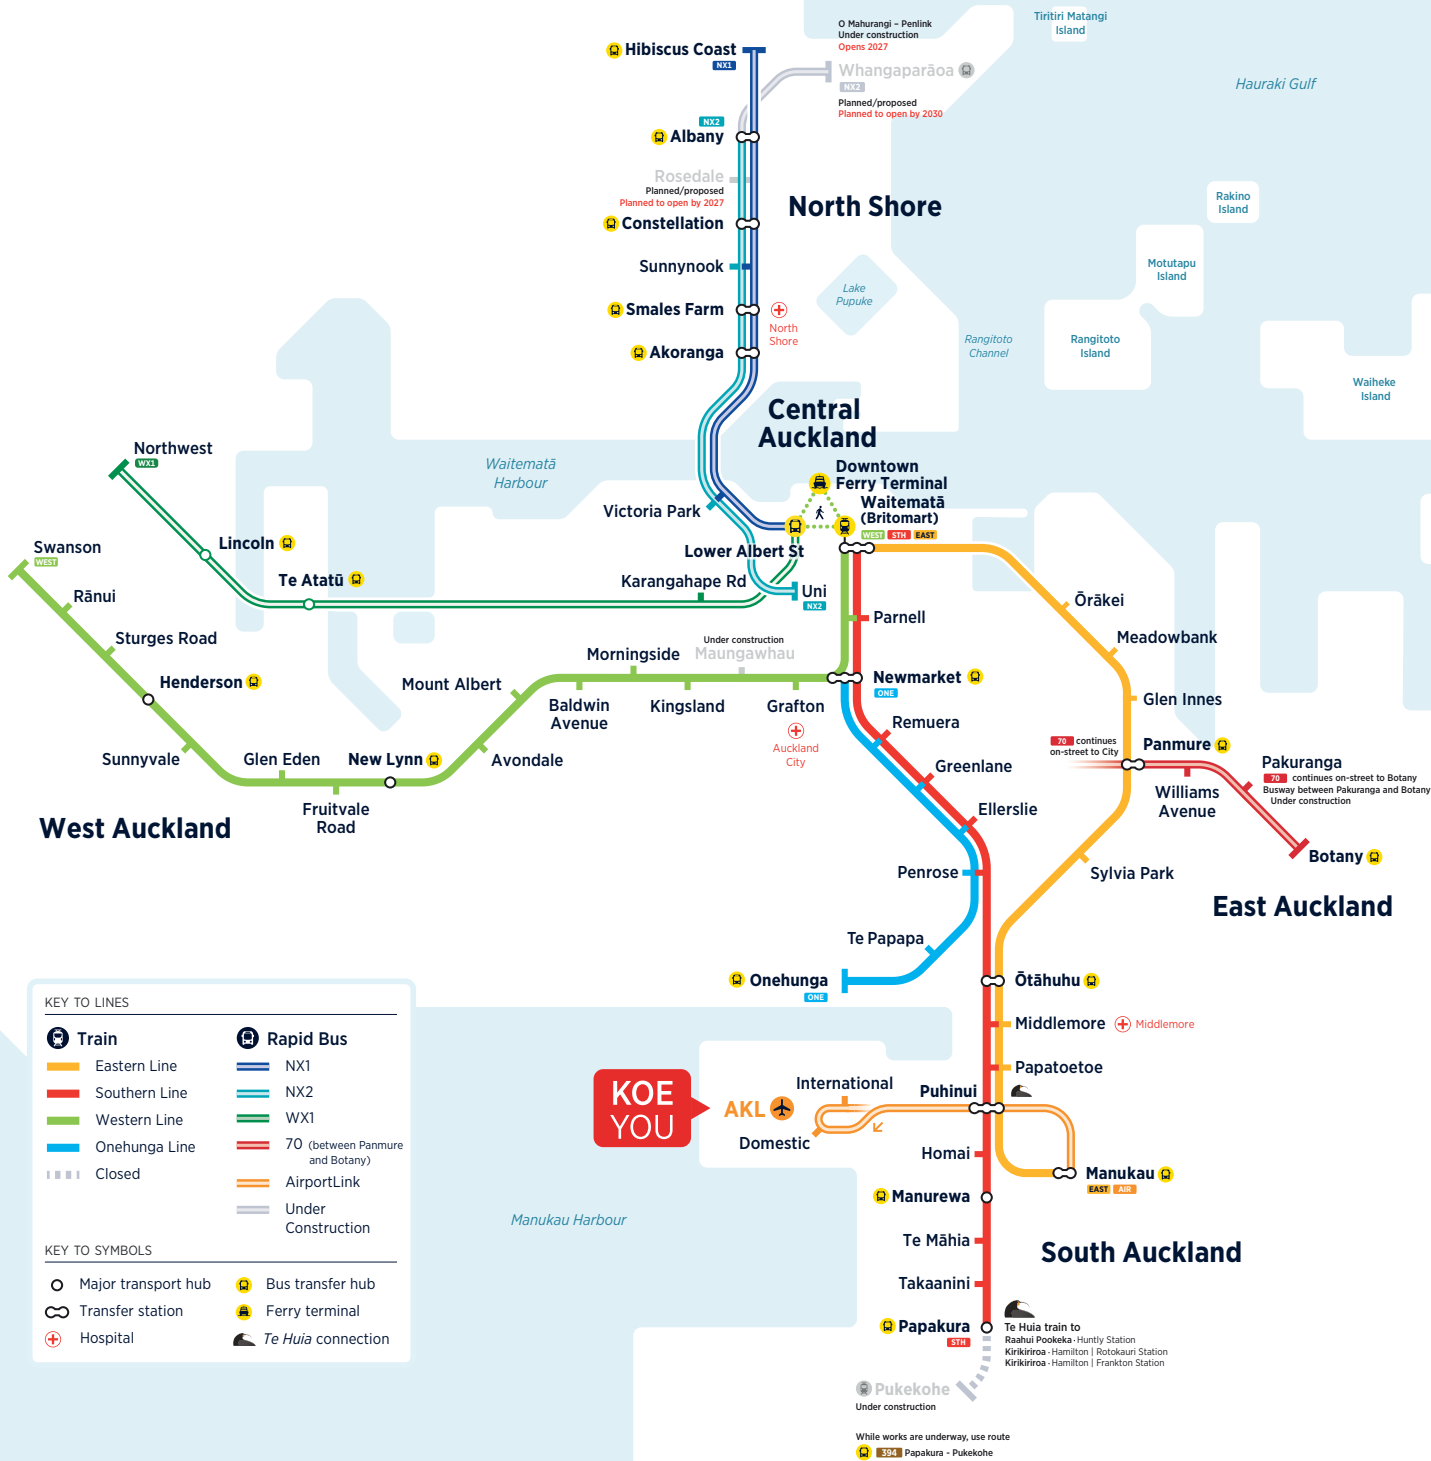 O Mahurangi – Penlink
Under construction
Opens 2027
Tiritiri Matangi
Island
Hibiscus Coast
NX1
Whangaparāoa
NX2
Hauraki Gulf
Planned/proposed
Planned to open by 2030
NX2
Albany
Rosedale
Planned/proposed
Planned to open by 2027
North Shore
Rakino
Island
Constellation
Sunnynook
Motutapu
Island
Lake
Pupuke
Smales Farm
North
Shore
Akoranga
Rangitoto
Channel
Rangitoto
Island
Waiheke
Island
Central
Auckland
Northwest
WX1
Waitematā
Harbour
Downtown
Ferry Terminal
Waitematā
(Britomart)
WEST STH EAST
Victoria Park
Lower Albert St
Swanson
WEST
Lincoln
Te Atatū
Karangahape Rd
Uni
NX2
Rānui
Ōrākei
Parnell
Sturges Road
Meadowbank
Morningside
Under construction
Maungawhau
Henderson
Mount Albert
Newmarket
ONE
Glen Innes
Baldwin
Avenue
Kingsland
Grafton
Auckland
City
Remuera
Sunnyvale
Glen Eden
New Lynn
Avondale
Greenlane
70 continues
on-street to City
Panmure
Pakuranga
70 continues on-street to Botany
Busway between Pakuranga and Botany
Under construction
Williams
Avenue
Fruitvale
Road
West Auckland
Ellerslie
Botany
Penrose
Sylvia Park
East Auckland
Te Papapa
Onehunga
ONE
Ōtāhuhu
Middlemore
Middlemore
Papatoetoe
KOE
YOU
AKL
International
Domestic
Puhinui
Homai
Manukau
EAST AIR
Manurewa
Manukau Harbour
Te Māhia
South Auckland
Takaanini
Papakura
STH
Te Huia train to
Raahui Pookeka · Huntly Station
Kirikiriroa · Hamilton | Rotokauri Station
Kirikiriroa · Hamilton | Frankton Station
Pukekohe
Under construction
While works are underway, use route
394 Papakura - Pukekohe
KEY TO LINES
Train
Eastern Line
Southern Line
Western Line
Onehunga Line
Closed
Rapid Bus
NX1
NX2
WX1
70 (between Panmure
and Botany)
AirportLink
Under
Construction
KEY TO SYMBOLS
Major transport hub
Transfer station
Hospital
Bus transfer hub
Ferry terminal
Te Huia connection